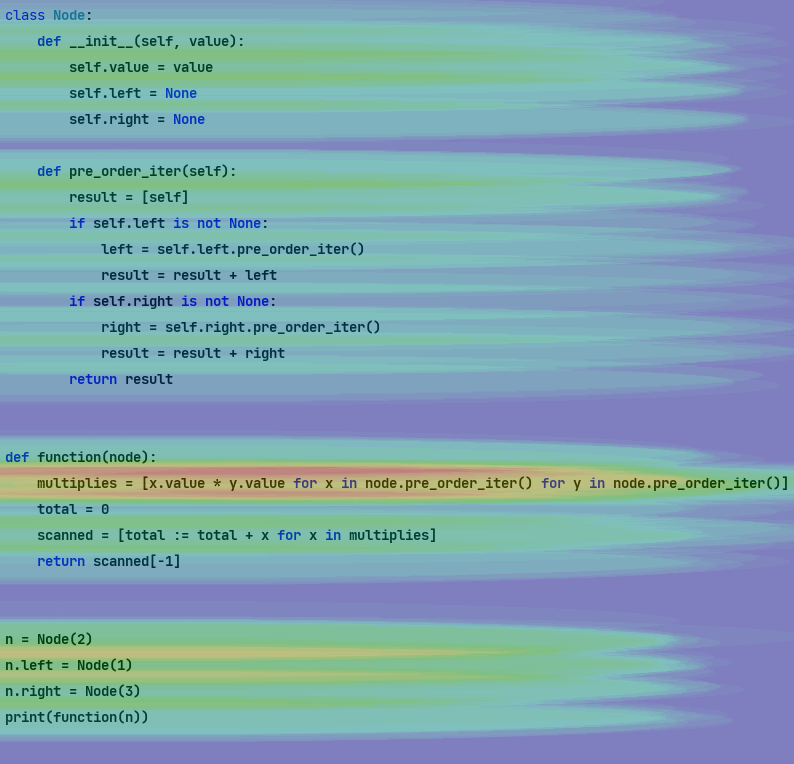 class Node:
    def __init__(self, value):
        self.value = value
        self.left = None
        self.right = None
    def pre_order_iter(self):
        result = [self]
        if self.left is not None:
            left = self.left.pre_order_iter()
            result = result + left
        if self.right is not None:
            right = self.right.pre_order_iter()
            result = result + right
        return result
def function(node):
    multiplies = [x.value * y.value for x in node.pre_order_iter() for y in node.pre_order_iter()]
    total = 0
    scanned = [total := total + x for x in multiplies]
    return scanned[-1]
n = Node(2)
n.left = Node(1)
n.right = Node(3)
print(function(n))